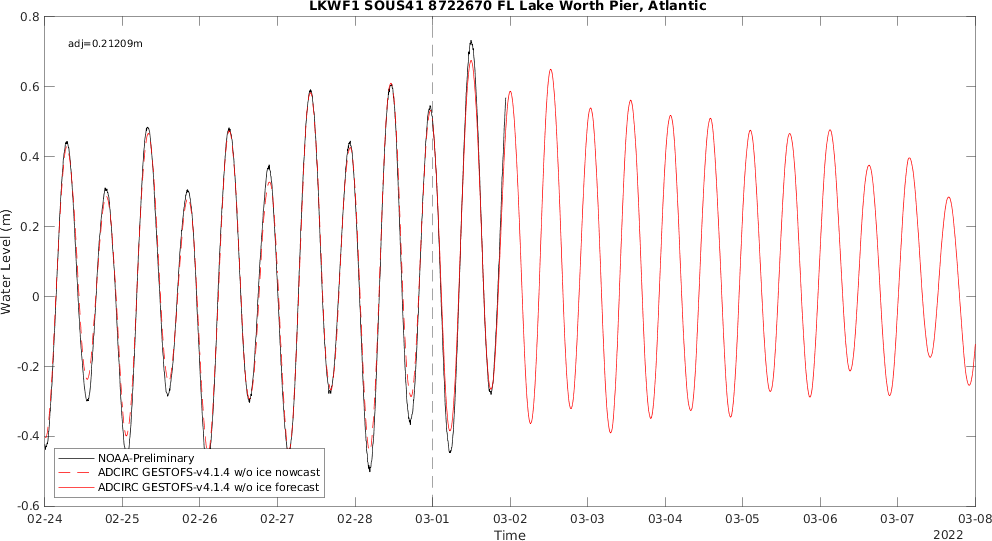 LKWF1 SOUS41 8722670 FL Lake Worth Pier, Atlantic
0.8
adj=0.21209m
0.6
0.4
0.2
0
-0.2
-0.4
-0.6
Water Level (m)
NOAA-Preliminary
ADCIRC GESTOFS-v4.1.4 w/o ice nowcast
ADCIRC GESTOFS-v4.1.4 w/o ice forecast
02-24 02-25 02-26 02-27 02-28 03-01 03-02 03-03 03-04 03-05 03-06 03-07 03-08
Time
2022